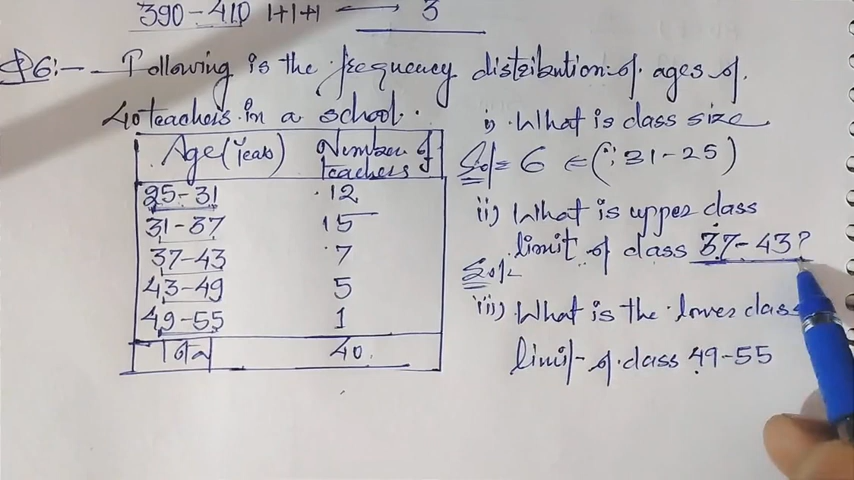 390-410 1+1+1 → 3
Q6:- Following is the frequency distribution of ages of
40 teachers in a school.
Age (Years) Number of teachers
25-31 12
31-37 15
37-43 7
43-49 5
49-55 1
40
i) What is class size
Sol= 6 ∈ (∵ 31-25)
ii) What is upper class
limit of class 37-43?
Sol:
iii) What is the lower class
limit of class 49-55